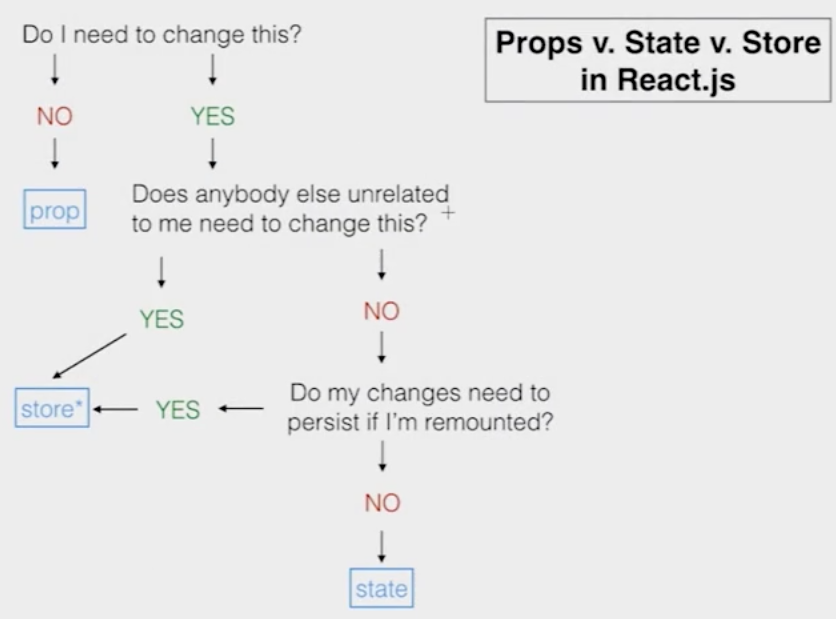 Do I need to change this?
Props v. State v. Store
in React.js
NO
YES
prop
Does anybody else unrelated
to me need to change this?
YES
NO
store*
YES
Do my changes need to
persist if I'm remounted?
NO
state